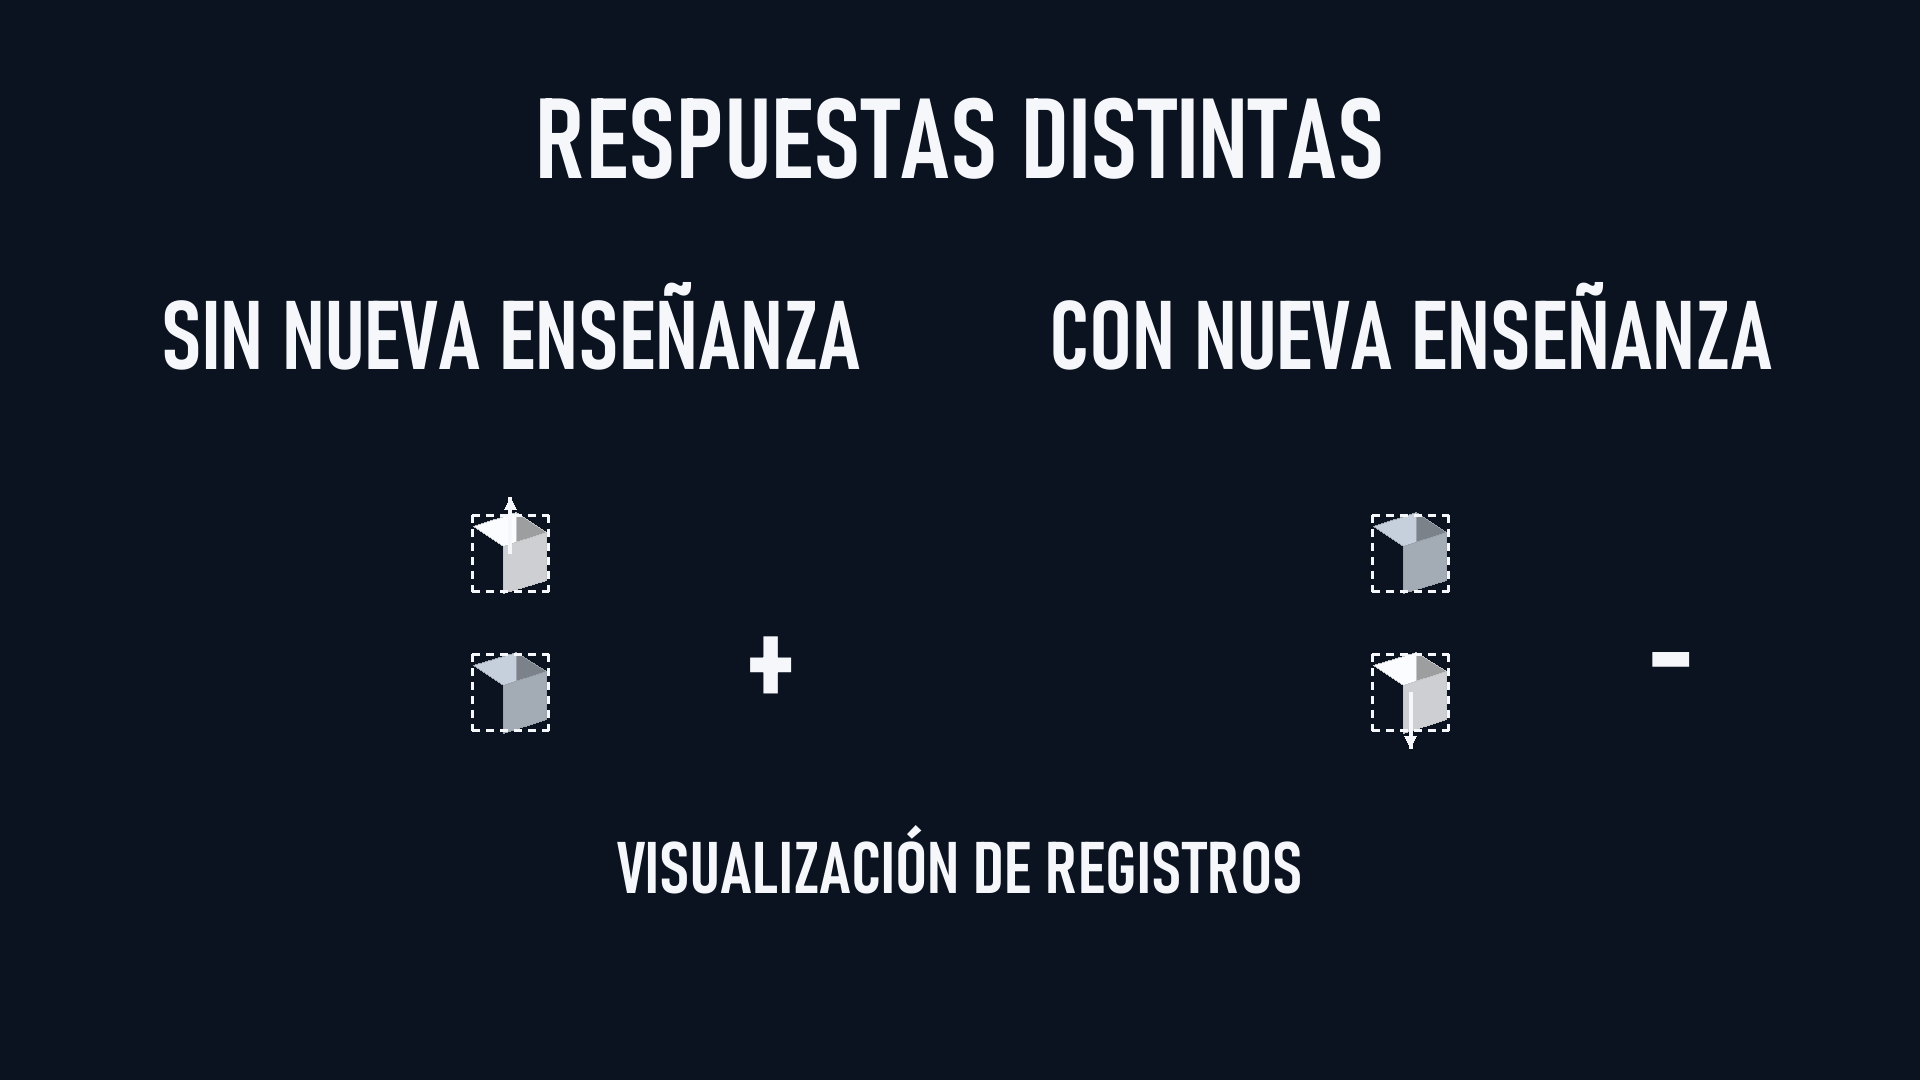 RESPUESTAS DISTINTAS
SIN NUEVA ENSEÑANZA
CON NUEVA ENSEÑANZA
+
-
VISUALIZACIÓN DE REGISTROS